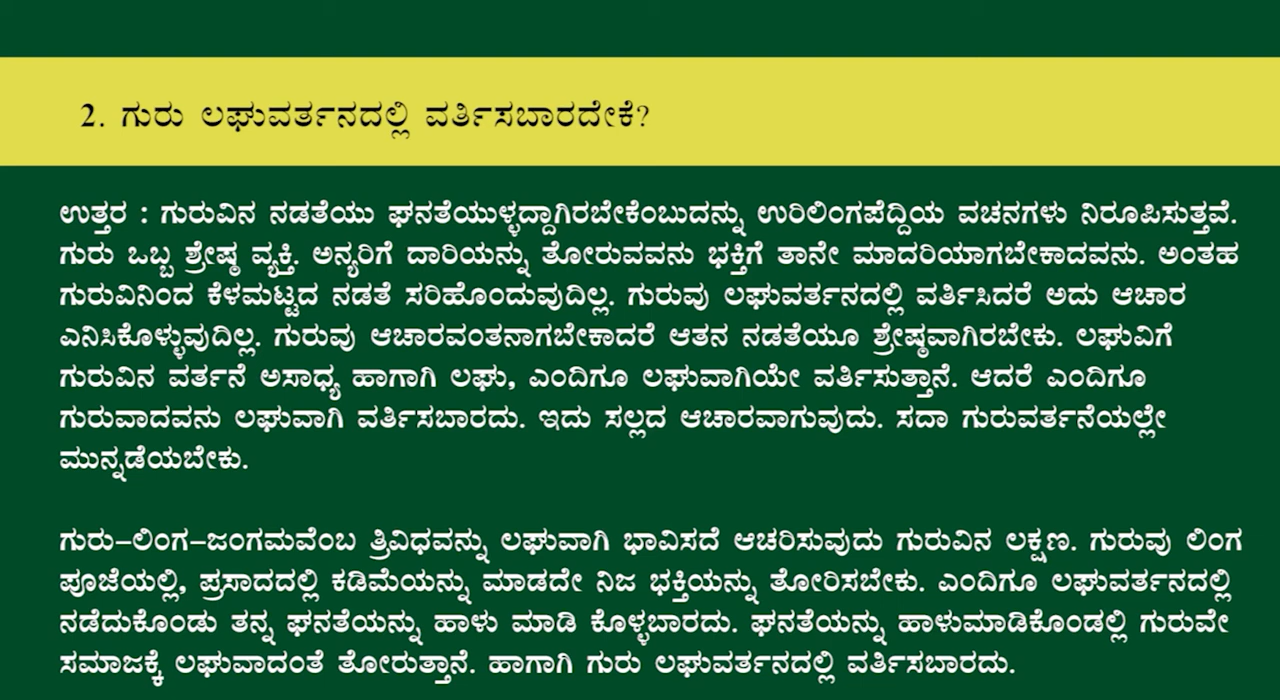 2. ಗುರು ಲಘುವರ್ತನದಲ್ಲಿ ವರ್ತಿಸಬಾರದೇಕೆ?
ಉತ್ತರ : ಗುರುವಿನ ನಡತೆಯು ಘನತೆಯುಳ್ಳದ್ದಾಗಿರಬೇಕೆಂಬುದನ್ನು ಉರಿಲಿಂಗಪೆದ್ದಿಯ ವಚನಗಳು ನಿರೂಪಿಸುತ್ತವೆ.
ಗುರು ಒಬ್ಬ ಶ್ರೇಷ್ಠ ವ್ಯಕ್ತಿ. ಅನ್ಯರಿಗೆ ದಾರಿಯನ್ನು ತೋರುವವನು ಭಕ್ತಿಗೆ ತಾನೇ ಮಾದರಿಯಾಗಬೇಕಾದವನು. ಅಂತಹ
ಗುರುವಿನಿಂದ ಕೆಳಮಟ್ಟದ ನಡತೆ ಸರಿಹೊಂದುವುದಿಲ್ಲ. ಗುರುವು ಲಘುವರ್ತನದಲ್ಲಿ ವರ್ತಿಸಿದರೆ ಅದು ಆಚಾರ
ಎನಿಸಿಕೊಳ್ಳುವುದಿಲ್ಲ. ಗುರುವು ಆಚಾರವಂತನಾಗಬೇಕಾದರೆ ಆತನ ನಡತೆಯೂ ಶ್ರೇಷ್ಠವಾಗಿರಬೇಕು. ಲಘುವಿಗೆ
ಗುರುವಿನ ವರ್ತನೆ ಅಸಾಧ್ಯ ಹಾಗಾಗಿ ಲಘು, ಎಂದಿಗೂ ಲಘುವಾಗಿಯೇ ವರ್ತಿಸುತ್ತಾನೆ. ಆದರೆ ಎಂದಿಗೂ
ಗುರುವಾದವನು ಲಘುವಾಗಿ ವರ್ತಿಸಬಾರದು. ಇದು ಸಲ್ಲದ ಆಚಾರವಾಗುವುದು. ಸದಾ ಗುರುವರ್ತನೆಯಲ್ಲೇ
ಮುನ್ನಡೆಯಬೇಕು.
ಗುರು–ಲಿಂಗ–ಜಂಗಮವೆಂಬ ತ್ರಿವಿಧವನ್ನು ಲಘುವಾಗಿ ಭಾವಿಸದೆ ಆಚರಿಸುವುದು ಗುರುವಿನ ಲಕ್ಷಣ. ಗುರುವು ಲಿಂಗ
ಪೂಜೆಯಲ್ಲಿ, ಪ್ರಸಾದದಲ್ಲಿ ಕಡಿಮೆಯನ್ನು ಮಾಡದೇ ನಿಜ ಭಕ್ತಿಯನ್ನು ತೋರಿಸಬೇಕು. ಎಂದಿಗೂ ಲಘುವರ್ತನದಲ್ಲಿ
ನಡೆದುಕೊಂಡು ತನ್ನ ಘನತೆಯನ್ನು ಹಾಳು ಮಾಡಿ ಕೊಳ್ಳಬಾರದು. ಘನತೆಯನ್ನು ಹಾಳುಮಾಡಿಕೊಂಡಲ್ಲಿ ಗುರುವೇ
ಸಮಾಜಕ್ಕೆ ಲಘುವಾದಂತೆ ತೋರುತ್ತಾನೆ. ಹಾಗಾಗಿ ಗುರು ಲಘುವರ್ತನದಲ್ಲಿ ವರ್ತಿಸಬಾರದು.